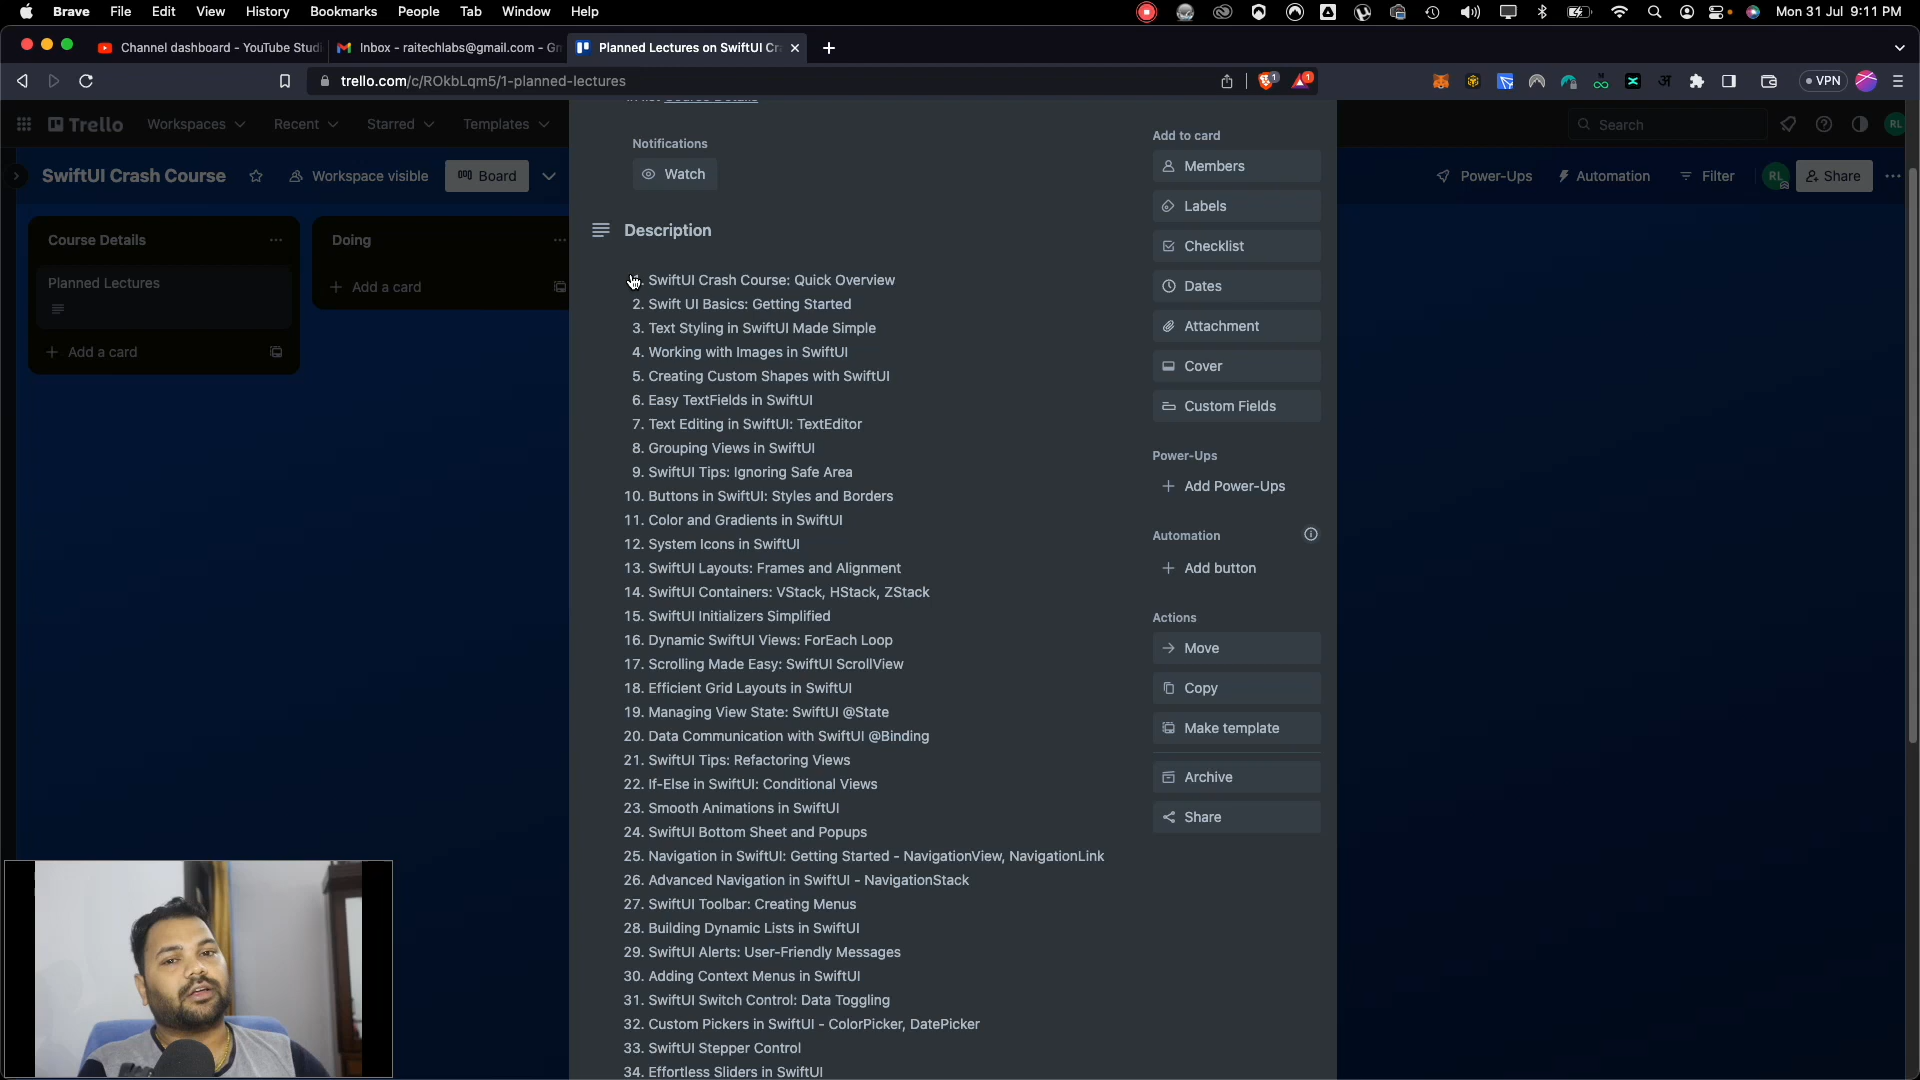 Brave File Edit View History Bookmarks People Tab Window Help Mon 31 Jul 9:11 PM
Channel dashboard - YouTube Studi
Inbox - raitechlabs@gmail.com - Gm
Planned Lectures on SwiftUI Cr
trello.com/c/ROkbLqm5/1-planned-lectures
1
1
VPN
Trello Workspaces Recent Starred Templates
Search
RL
SwiftUI Crash Course Workspace visible Board
Power-Ups Automation Filter RL Share
Course Details
Planned Lectures
Add a card
Doing
Add a card
in list Course Details
Notifications
Watch
Description
SwiftUI Crash Course: Quick Overview
2. Swift UI Basics: Getting Started
3. Text Styling in SwiftUI Made Simple
4. Working with Images in SwiftUI
5. Creating Custom Shapes with SwiftUI
6. Easy TextFields in SwiftUI
7. Text Editing in SwiftUI: TextEditor
8. Grouping Views in SwiftUI
9. SwiftUI Tips: Ignoring Safe Area
10. Buttons in SwiftUI: Styles and Borders
11. Color and Gradients in SwiftUI
12. System Icons in SwiftUI
13. SwiftUI Layouts: Frames and Alignment
14. SwiftUI Containers: VStack, HStack, ZStack
15. SwiftUI Initializers Simplified
16. Dynamic SwiftUI Views: ForEach Loop
17. Scrolling Made Easy: SwiftUI ScrollView
18. Efficient Grid Layouts in SwiftUI
19. Managing View State: SwiftUI @State
20. Data Communication with SwiftUI @Binding
21. SwiftUI Tips: Refactoring Views
22. If-Else in SwiftUI: Conditional Views
23. Smooth Animations in SwiftUI
24. SwiftUI Bottom Sheet and Popups
25. Navigation in SwiftUI: Getting Started - NavigationView, NavigationLink
26. Advanced Navigation in SwiftUI - NavigationStack
27. SwiftUI Toolbar: Creating Menus
28. Building Dynamic Lists in SwiftUI
29. SwiftUI Alerts: User-Friendly Messages
30. Adding Context Menus in SwiftUI
31. SwiftUI Switch Control: Data Toggling
32. Custom Pickers in SwiftUI - ColorPicker, DatePicker
33. SwiftUI Stepper Control
34. Effortless Sliders in SwiftUI
Add to card
Members
Labels
Checklist
Dates
Attachment
Cover
Custom Fields
Power-Ups
Add Power-Ups
Automation
Add button
Actions
Move
Copy
Make template
Archive
Share